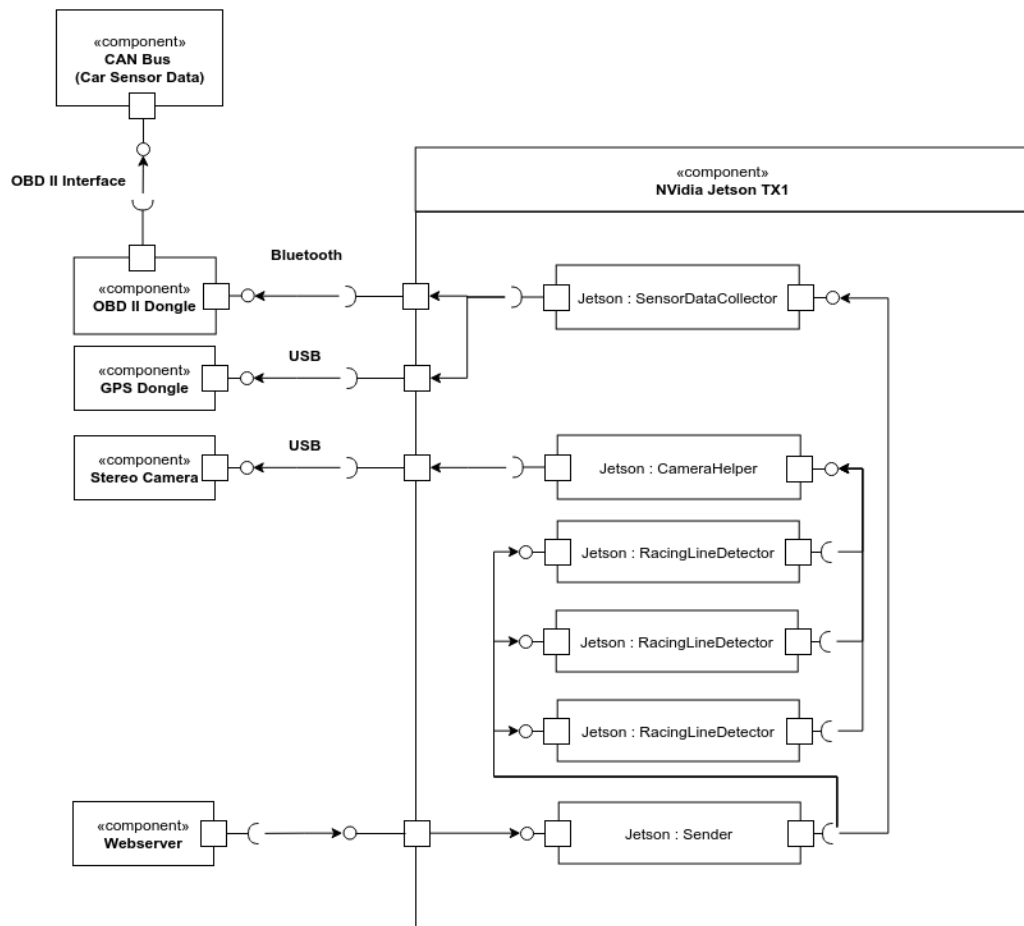 «component»
CAN Bus
(Car Sensor Data)
OBD II Interface
«component»
NVidia Jetson TX1
Bluetooth
«component»
OBD II Dongle
Jetson : SensorDataCollector
USB
«component»
GPS Dongle
USB
«component»
Stereo Camera
Jetson : CameraHelper
Jetson : RacingLineDetector
Jetson : RacingLineDetector
Jetson : RacingLineDetector
«component»
Webserver
Jetson : Sender